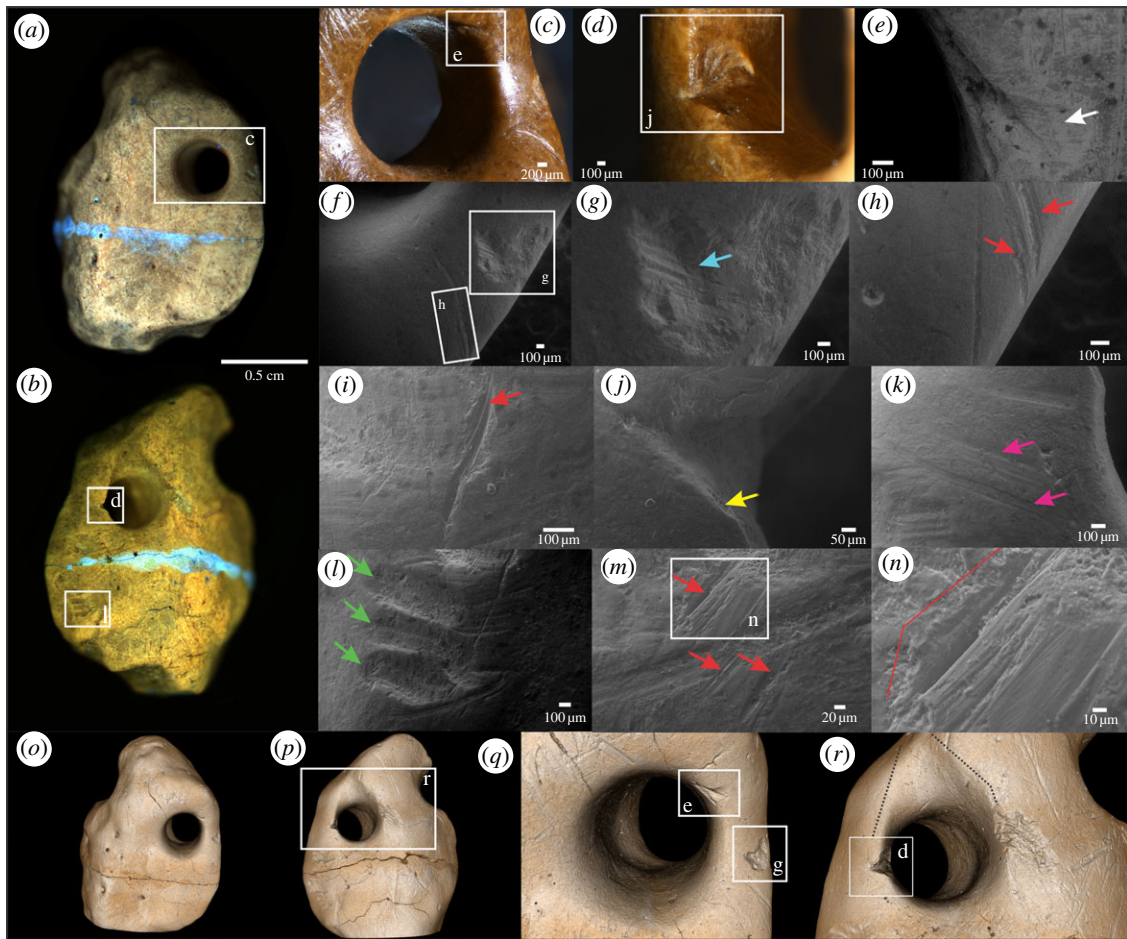 (a)
c
0.5 cm
(b)
d
l
(c)
e
200 µm
(d)
j
100 µm
(e)
100 µm
(f)
g
h
100 µm
(g)
100 µm
(h)
100 µm
(i)
100 µm
(j)
50 µm
(k)
100 µm
(l)
100 µm
(m)
n
20 µm
(n)
10 µm
(o)
(p)
r
(q)
e
g
(r)
d